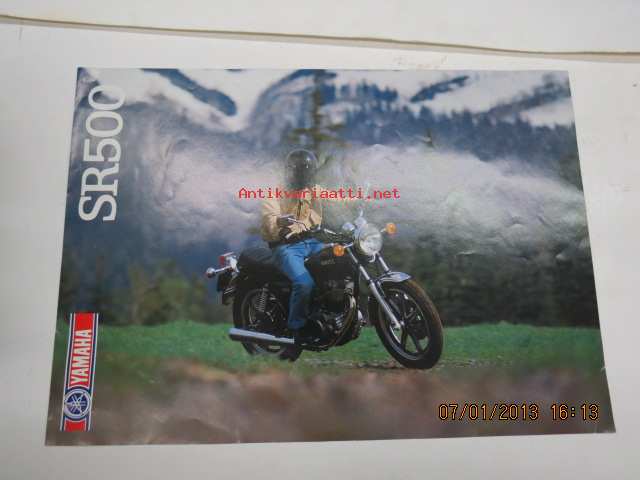 SR500
Antikvariaatti.net
YAMAHA
07/01/2013 16:13